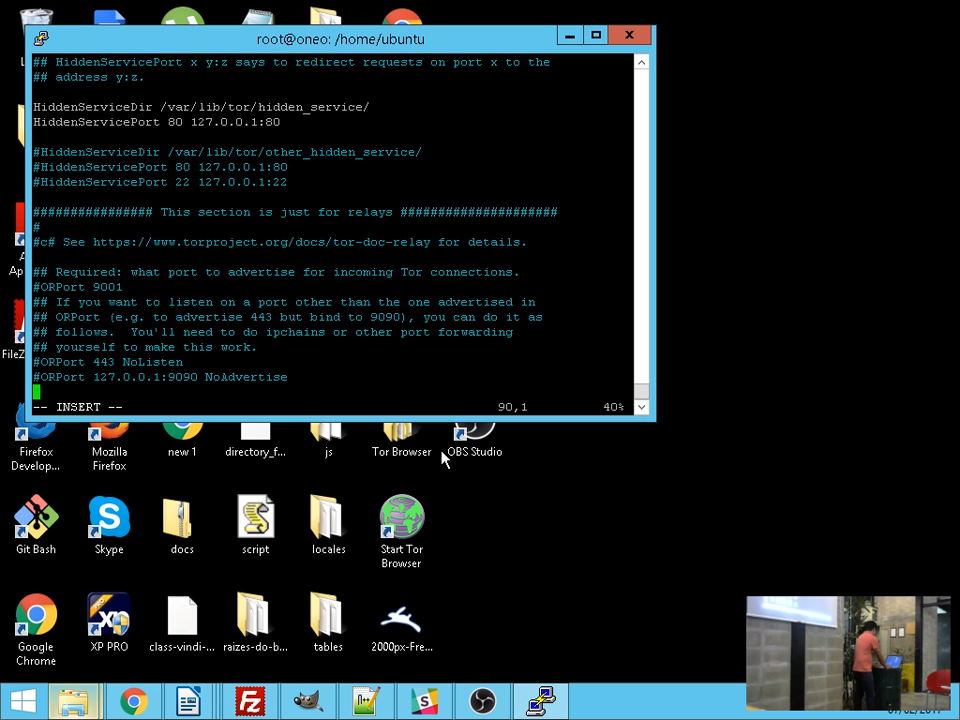 root@oneo: /home/ubuntu
## HiddenServicePort x y:z says to redirect requests on port x to the
## address y:z.
HiddenServiceDir /var/lib/tor/hidden_service/
HiddenServicePort 80 127.0.0.1:80
#HiddenServiceDir /var/lib/tor/other_hidden_service/
#HiddenServicePort 80 127.0.0.1:80
#HiddenServicePort 22 127.0.0.1:22
################ This section is just for relays #####################
#
#c# See https://www.torproject.org/docs/tor-doc-relay for details.
## Required: what port to advertise for incoming Tor connections.
#ORPort 9001
## If you want to listen on a port other than the one advertised in
## ORPort (e.g. to advertise 443 but bind to 9090), you can do it as
## follows.  You'll need to do ipchains or other port forwarding
## yourself to make this work.
#ORPort 443 NoListen
#ORPort 127.0.0.1:9090 NoAdvertise
-- INSERT -- 90,1 40%
Firefox Develop...
Mozilla Firefox
new 1
directory_f...
js
Tor Browser
OBS Studio
Git Bash
Skype
docs
script
locales
Start Tor Browser
Google Chrome
XP PRO
class-vindi-...
raizes-do-b...
tables
2000px-Fre...